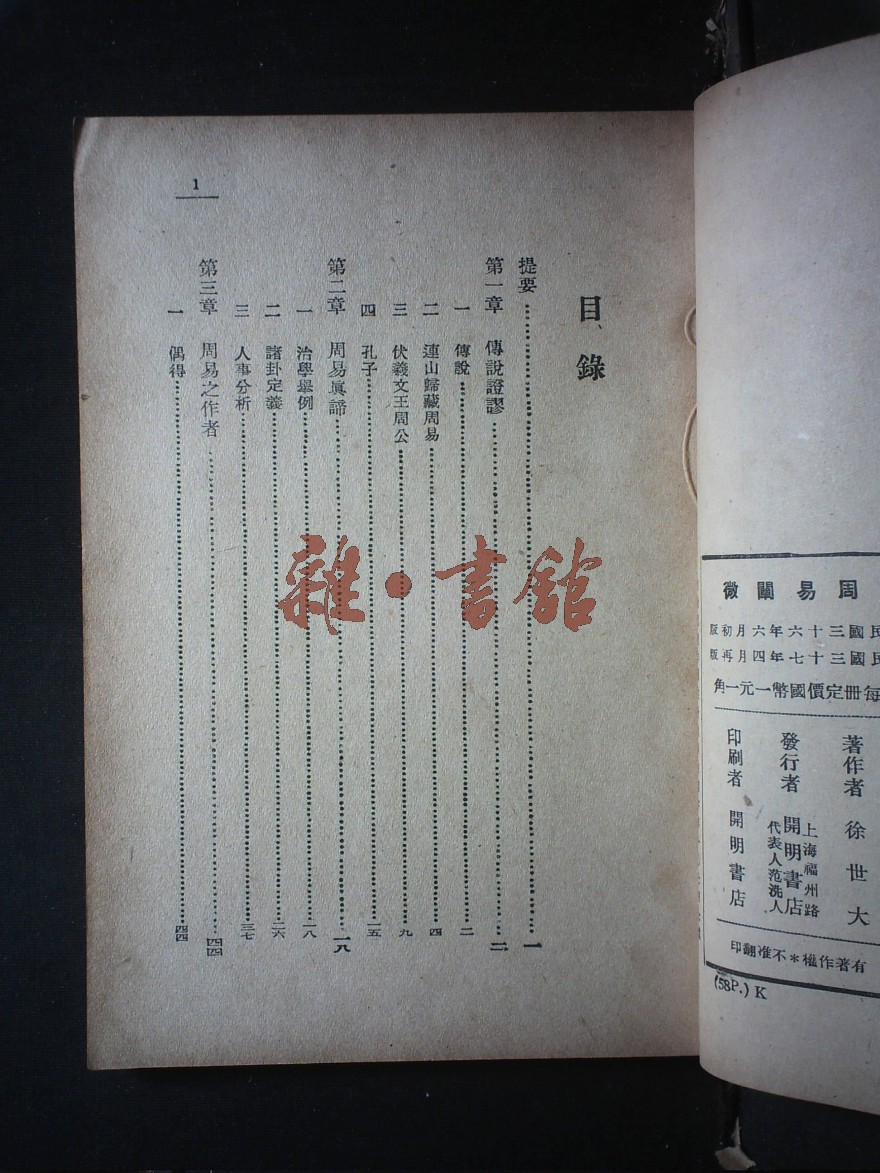 周易闡微
民國三十六年六月初版
民國三十七年四月再版
每冊定價國幣一元一角
著作者 徐世大
發行者 上海福州路 開明書店 代表人范洗人
印刷者 開明書店
有著作權*不准翻印
(58P.) K
目錄
提要 一
第一章 傳說證謬 二
一 傳說 二
二 連山歸藏周易 四
三 伏羲文王周公 九
四 孔子 一五
第二章 周易眞諦 一八
一 治學舉例 一八
二 諸卦定義 二六
三 人事分析 三七
第三章 周易之作者 四四
一 偶得 四四
1
雜·書館